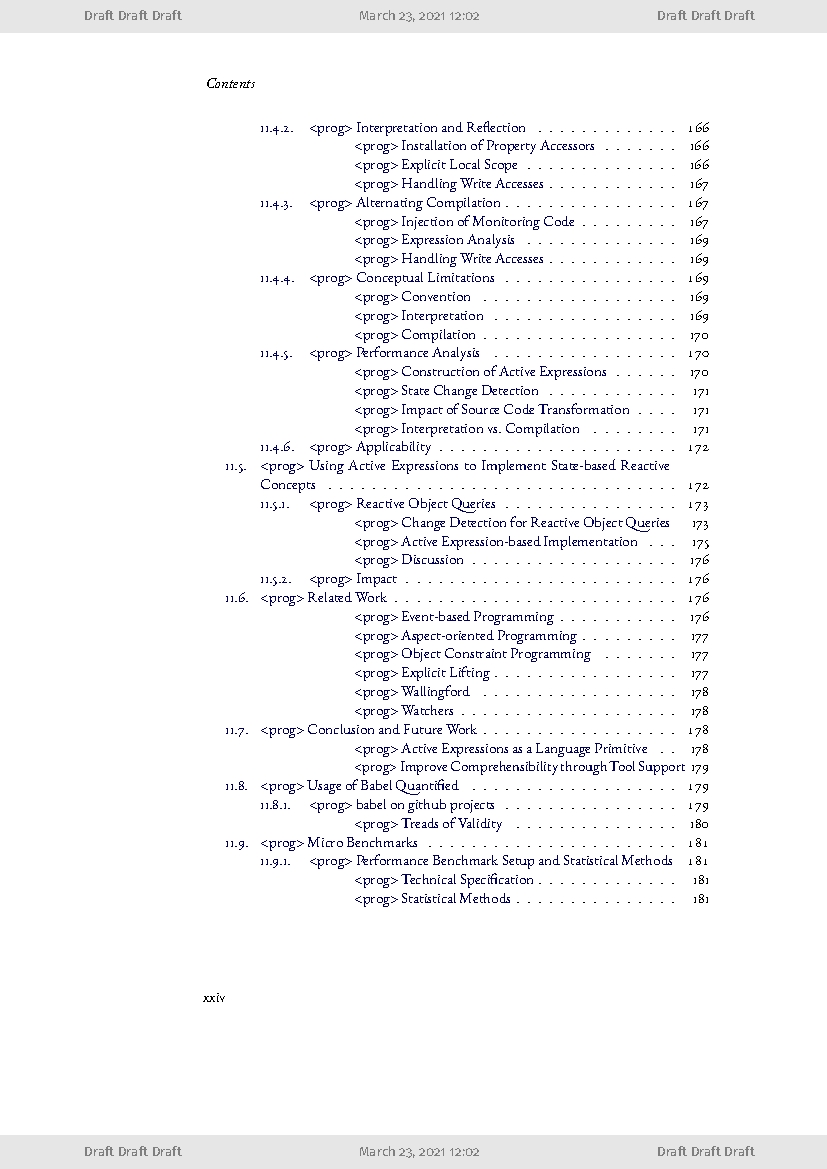 Draft Draft Draft March 23, 2021 12:02 Draft Draft Draft
Contents
11.4.2. <prog> Interpretation and Reflection . . . . . . . . . . . . . 166
<prog> Installation of Property Accessors . . . . . . . 166
<prog> Explicit Local Scope . . . . . . . . . . . . . . 166
<prog> Handling Write Accesses . . . . . . . . . . . . 167
11.4.3. <prog> Alternating Compilation . . . . . . . . . . . . . . . . 167
<prog> Injection of Monitoring Code . . . . . . . . . 167
<prog> Expression Analysis . . . . . . . . . . . . . . 169
<prog> Handling Write Accesses . . . . . . . . . . . . 169
11.4.4. <prog> Conceptual Limitations . . . . . . . . . . . . . . . . 169
<prog> Convention . . . . . . . . . . . . . . . . . . 169
<prog> Interpretation . . . . . . . . . . . . . . . . . 169
<prog> Compilation . . . . . . . . . . . . . . . . . . 170
11.4.5. <prog> Performance Analysis . . . . . . . . . . . . . . . . . 170
<prog> Construction of Active Expressions . . . . . . 170
<prog> State Change Detection . . . . . . . . . . . . 171
<prog> Impact of Source Code Transformation . . . . 171
<prog> Interpretation vs. Compilation . . . . . . . . 171
11.4.6. <prog> Applicability . . . . . . . . . . . . . . . . . . . . . . 172
11.5. <prog> Using Active Expressions to Implement State-based Reactive
Concepts . . . . . . . . . . . . . . . . . . . . . . . . . . . . . . . . 172
11.5.1. <prog> Reactive Object Queries . . . . . . . . . . . . . . . . 173
<prog> Change Detection for Reactive Object Queries 173
<prog> Active Expression-based Implementation . . . 175
<prog> Discussion . . . . . . . . . . . . . . . . . . . 176
11.5.2. <prog> Impact . . . . . . . . . . . . . . . . . . . . . . . . . 176
11.6. <prog> Related Work . . . . . . . . . . . . . . . . . . . . . . . . . . 176
<prog> Event-based Programming . . . . . . . . . . . 176
<prog> Aspect-oriented Programming . . . . . . . . . 177
<prog> Object Constraint Programming . . . . . . . 177
<prog> Explicit Lifting . . . . . . . . . . . . . . . . . 177
<prog> Wallingford . . . . . . . . . . . . . . . . . . 178
<prog> Watchers . . . . . . . . . . . . . . . . . . . . 178
11.7. <prog> Conclusion and Future Work . . . . . . . . . . . . . . . . . . 178
<prog> Active Expressions as a Language Primitive . . 178
<prog> Improve Comprehensibility through Tool Support 179
11.8. <prog> Usage of Babel Quantified . . . . . . . . . . . . . . . . . . . 179
11.8.1. <prog> babel on github projects . . . . . . . . . . . . . . . . 179
<prog> Treads of Validity . . . . . . . . . . . . . . . 180
11.9. <prog> Micro Benchmarks . . . . . . . . . . . . . . . . . . . . . . . 181
11.9.1. <prog> Performance Benchmark Setup and Statistical Methods 181
<prog> Technical Specification . . . . . . . . . . . . . 181
<prog> Statistical Methods . . . . . . . . . . . . . . . 181
xxiv
Draft Draft Draft March 23, 2021 12:02 Draft Draft Draft